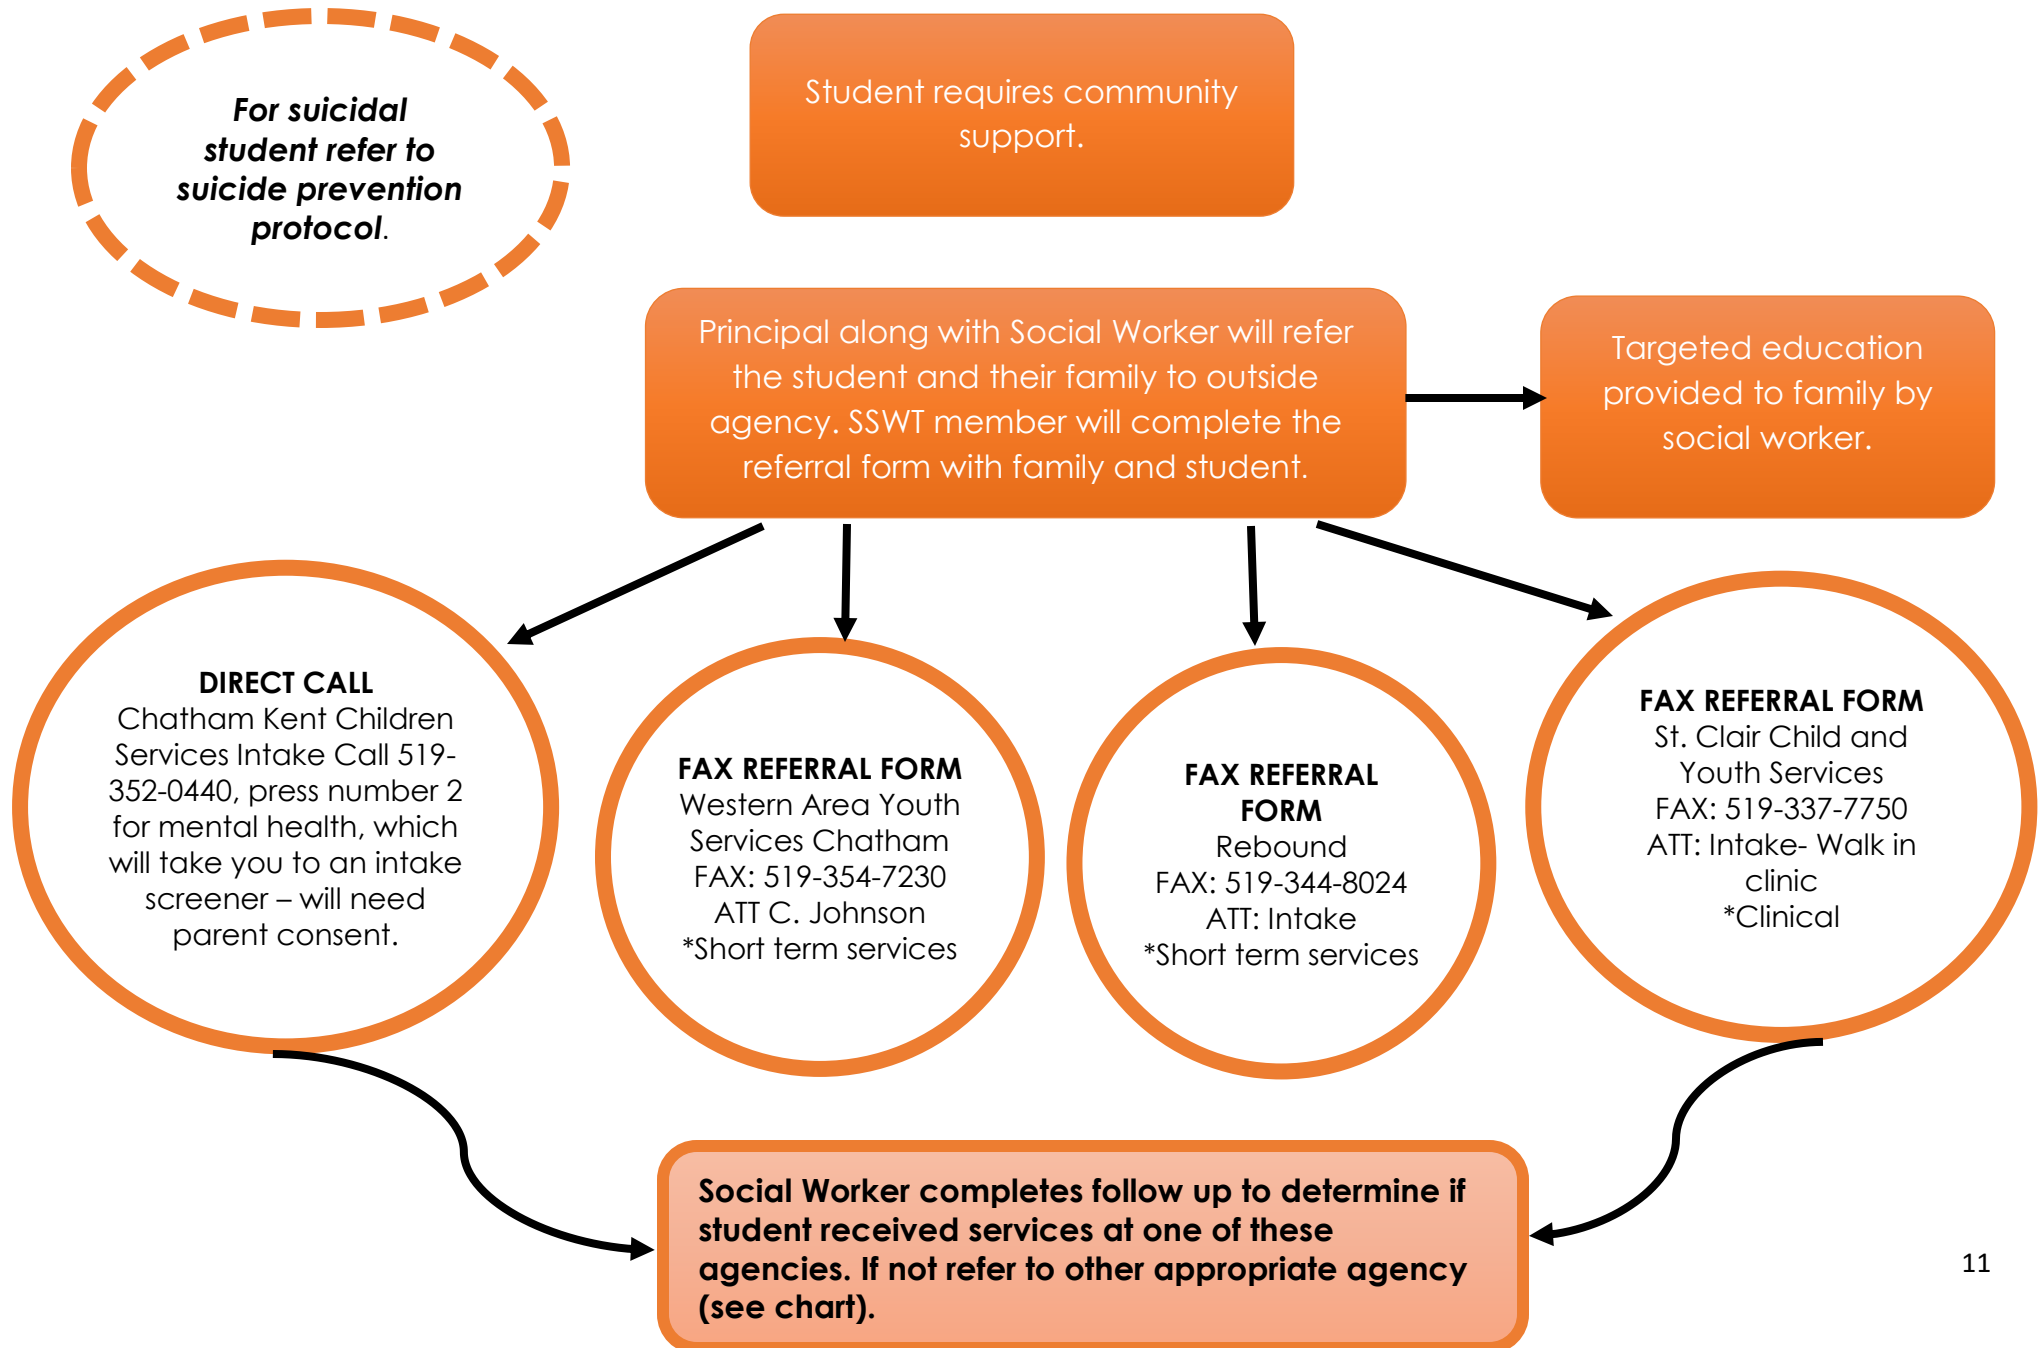 For suicidal
student refer to
suicide prevention
protocol.
Student requires community
support.
Principal along with Social Worker will refer
the student and their family to outside
agency. SSWT member will complete the
referral form with family and student.
Targeted education
provided to family by
social worker.
DIRECT CALL
Chatham Kent Children
Services Intake Call 519-
352-0440, press number 2
for mental health, which
will take you to an intake
screener – will need
parent consent.
FAX REFERRAL FORM
Western Area Youth
Services Chatham
FAX: 519-354-7230
ATT C. Johnson
*Short term services
FAX REFERRAL
FORM
Rebound
FAX: 519-344-8024
ATT: Intake
*Short term services
FAX REFERRAL FORM
St. Clair Child and
Youth Services
FAX: 519-337-7750
ATT: Intake- Walk in
clinic
*Clinical
Social Worker completes follow up to determine if
student received services at one of these
agencies. If not refer to other appropriate agency
(see chart).
11